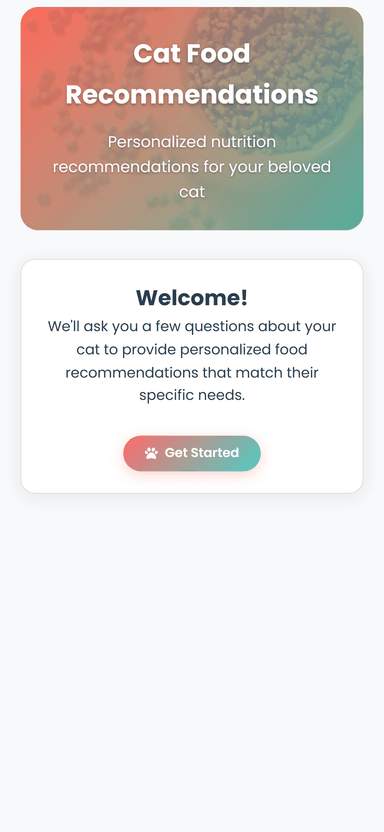 Cat Food
Recommendations
Personalized nutrition
recommendations for your beloved
cat
Welcome!
We'll ask you a few questions about your
cat to provide personalized food
recommendations that match their
specific needs.
Get Started